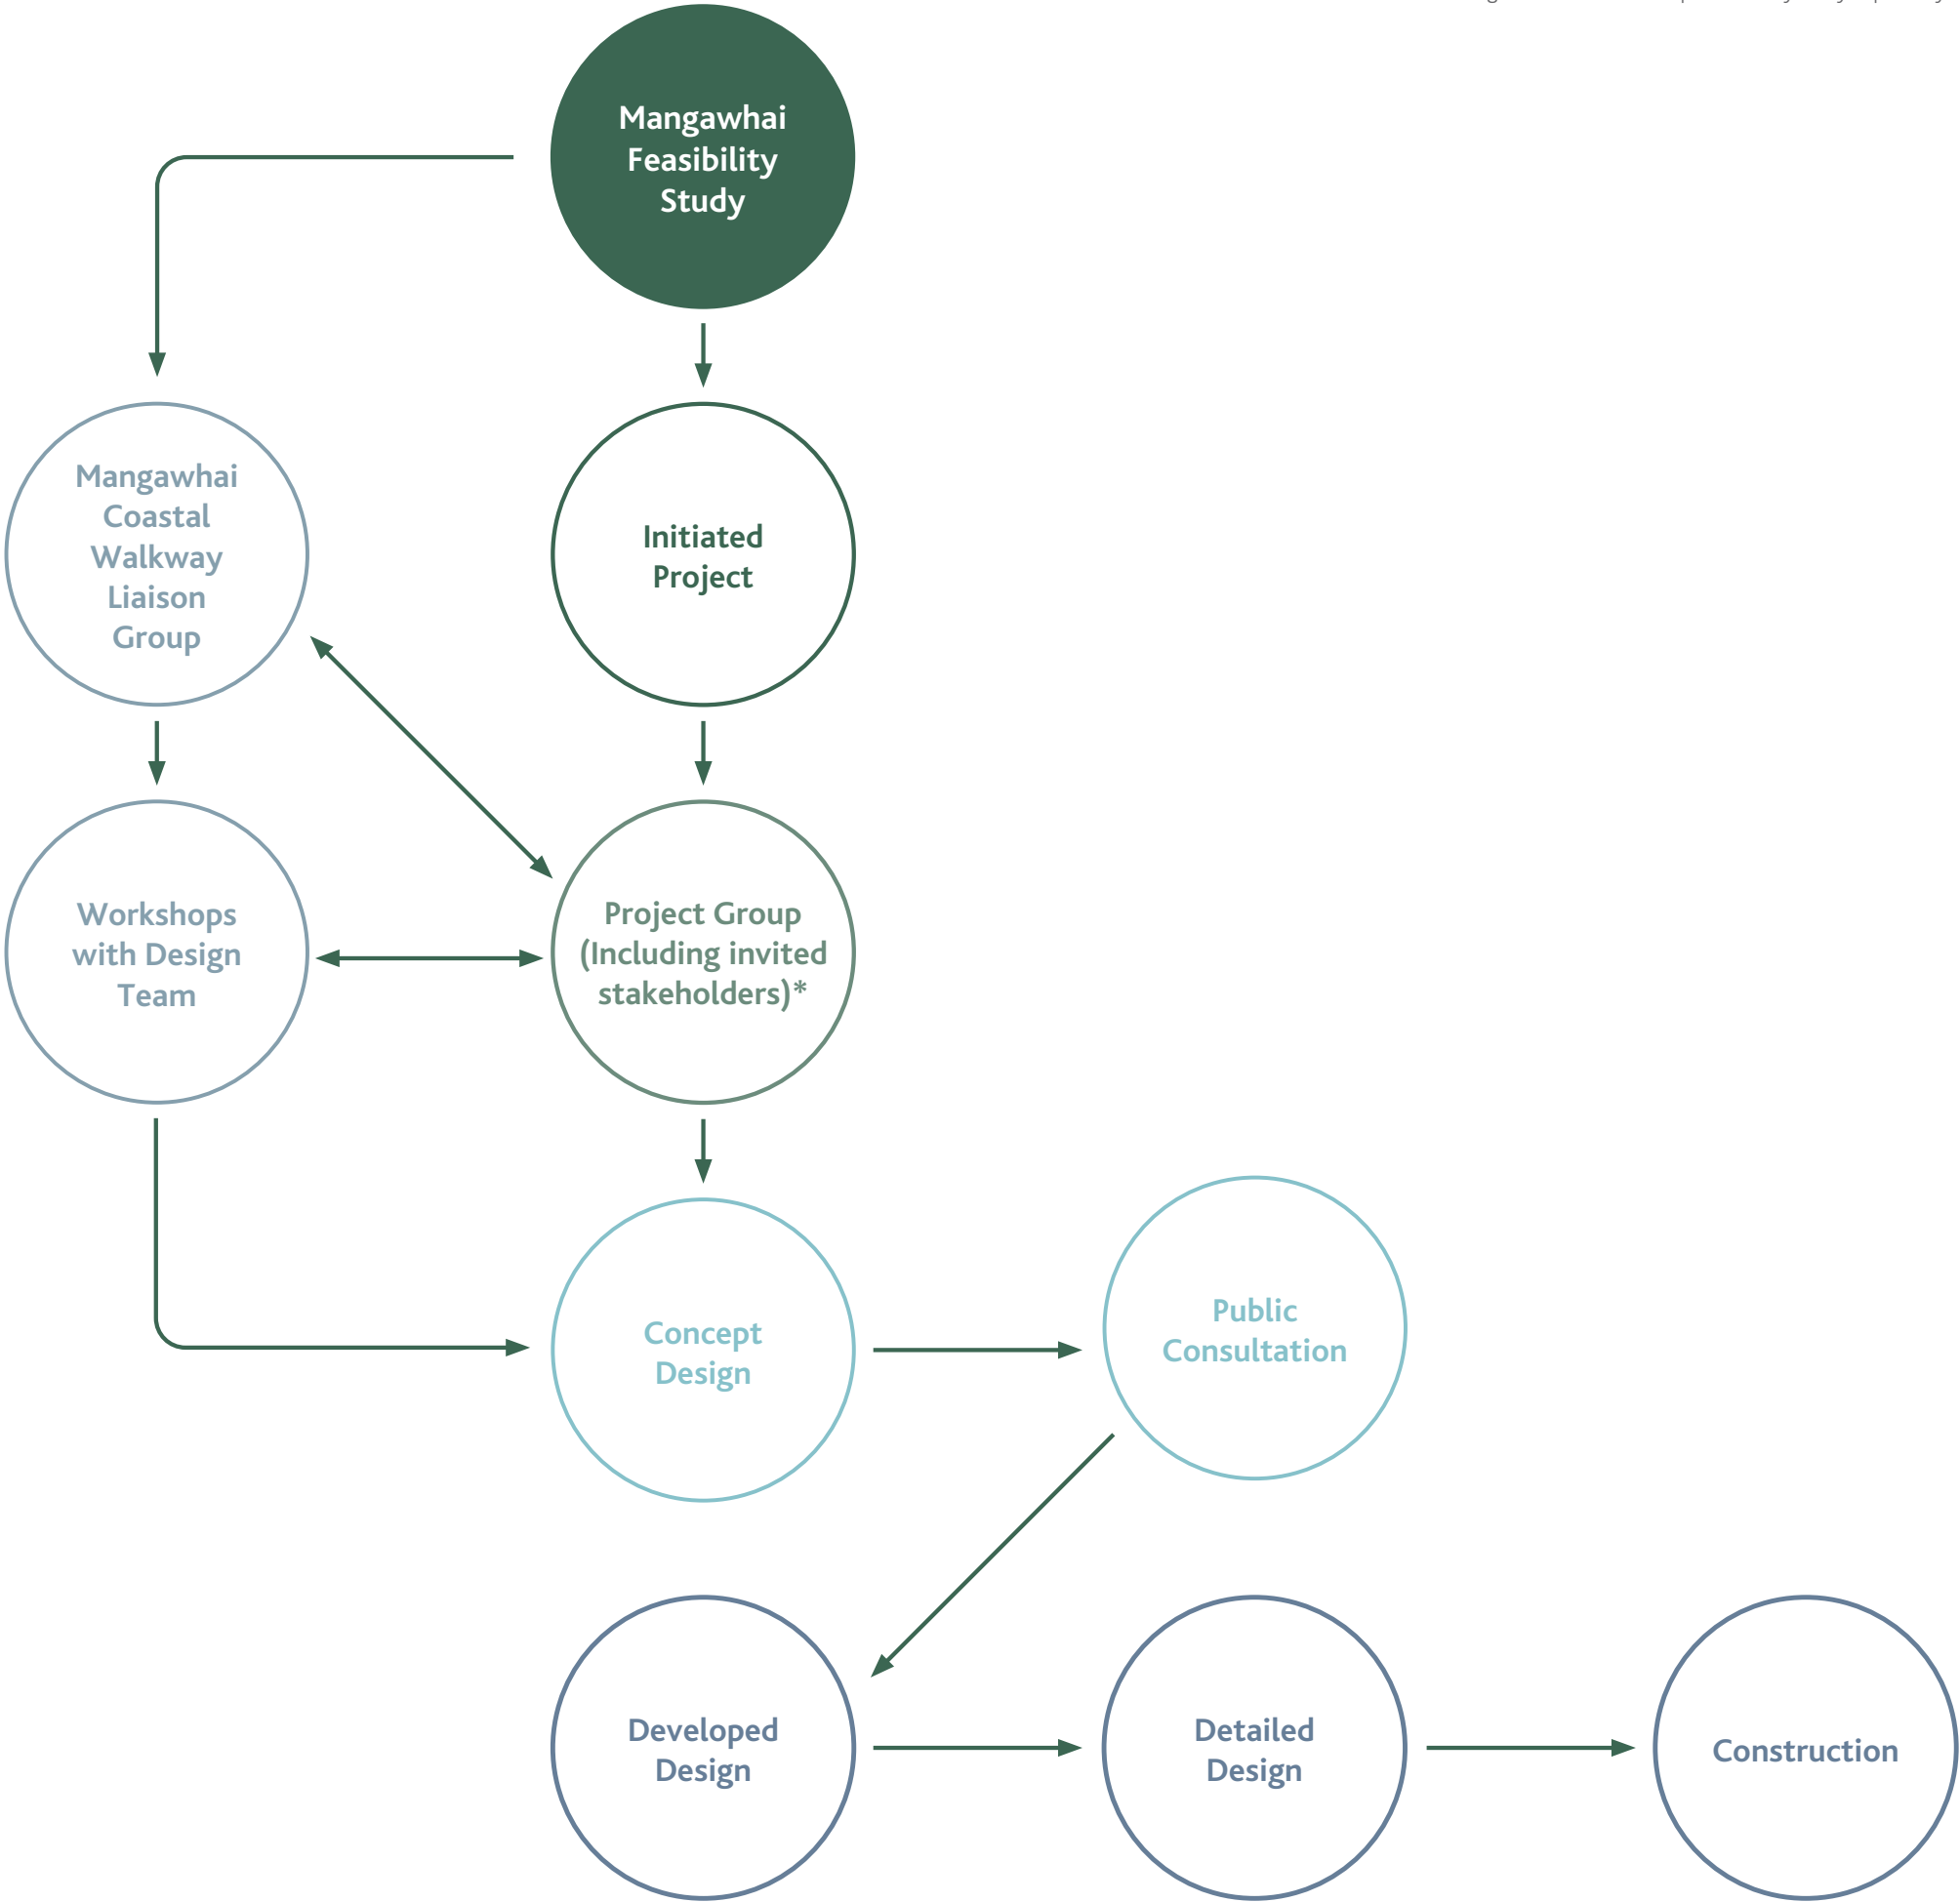 Mangawhai
Feasibility
Study
Mangawhai
Coastal
Walkway
Liaison
Group
Initiated
Project
Workshops
with Design
Team
Project Group
(Including invited
stakeholders)*
Concept
Design
Public
Consultation
Developed
Design
Detailed
Design
Construction